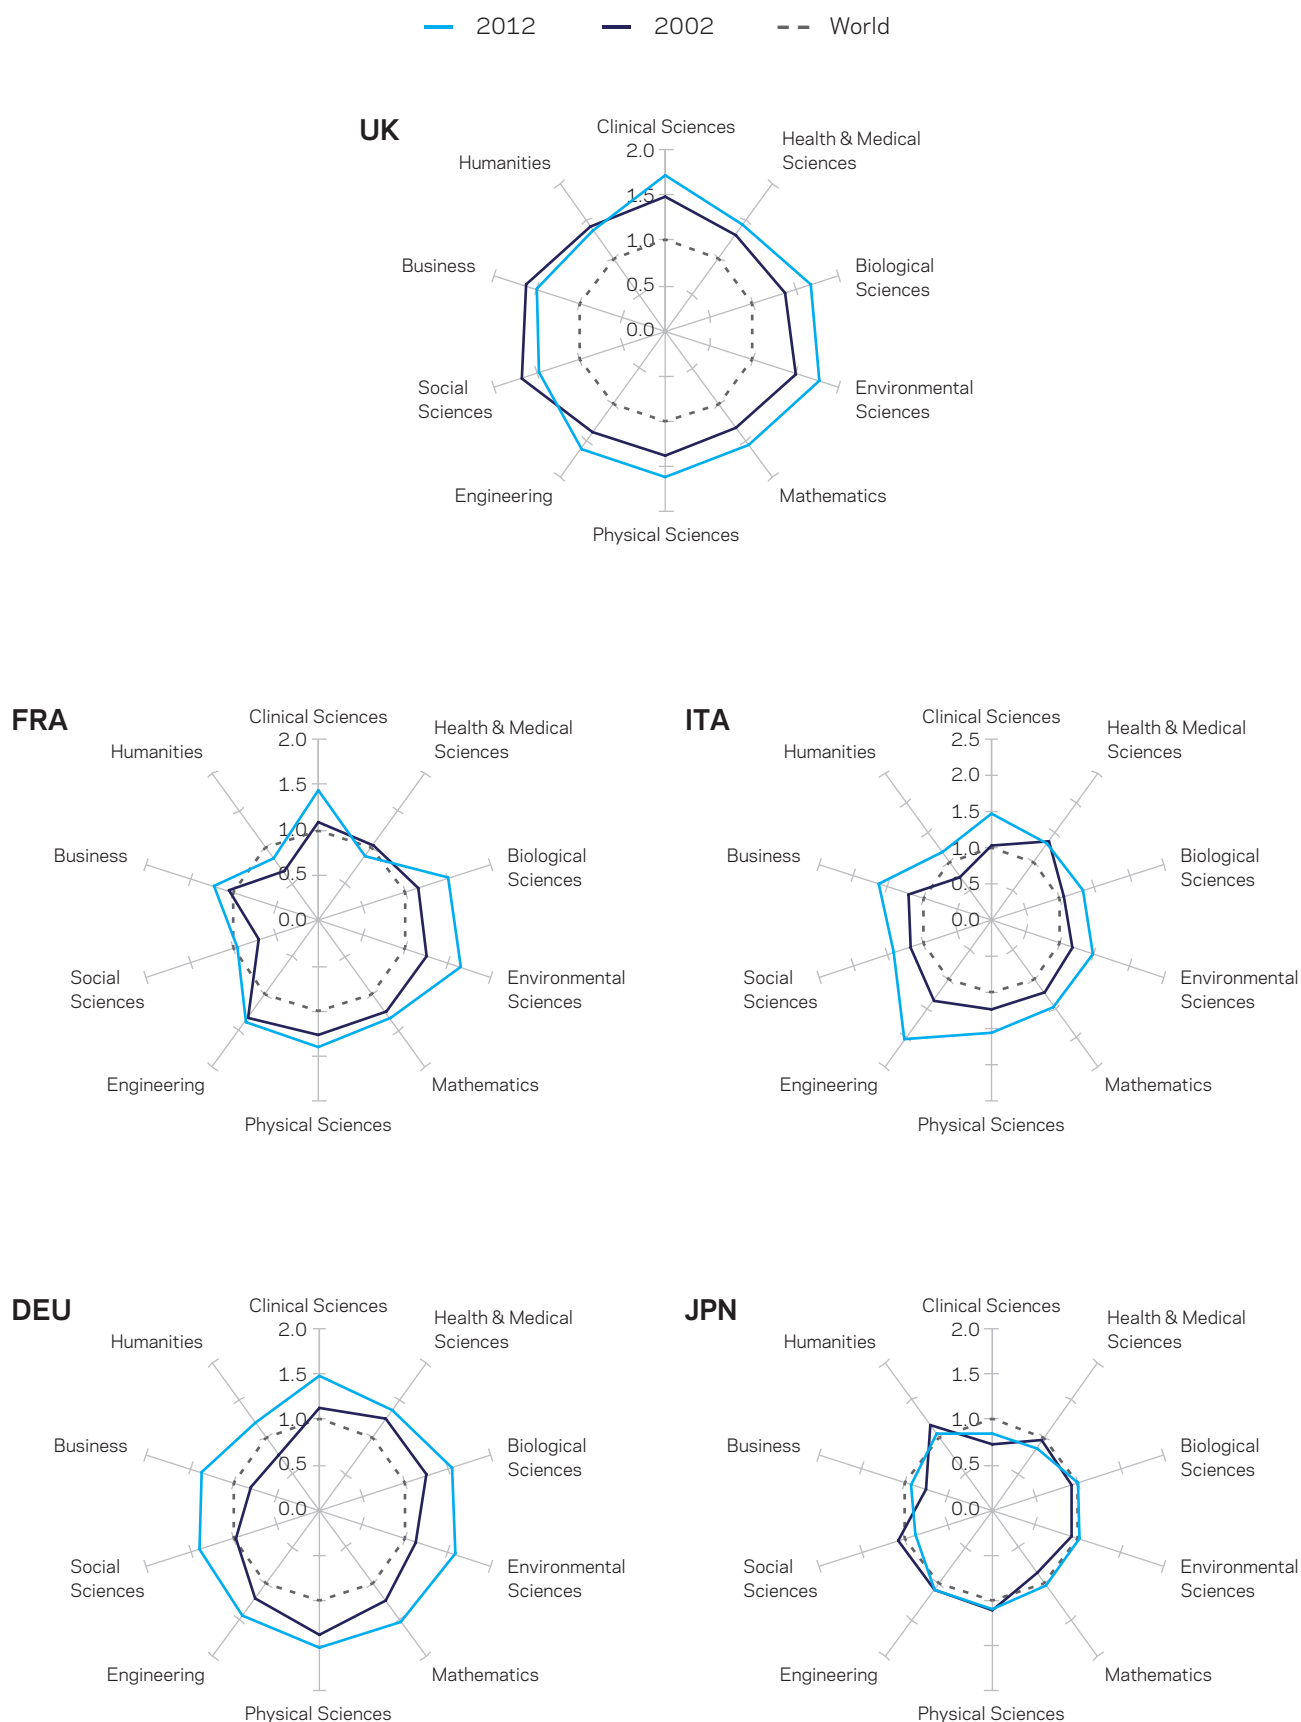 2012 2002 World
UK
Clinical Sciences
Health & Medical
Sciences
Biological
Sciences
Environmental
Sciences
Mathematics
Physical Sciences
Engineering
Social
Sciences
Business
Humanities
2.0
1.5
1.0
0.5
0.0
FRA
Clinical Sciences
Health & Medical
Sciences
Biological
Sciences
Environmental
Sciences
Mathematics
Physical Sciences
Engineering
Social
Sciences
Business
Humanities
2.0
1.5
1.0
0.5
0.0
ITA
Clinical Sciences
Health & Medical
Sciences
Biological
Sciences
Environmental
Sciences
Mathematics
Physical Sciences
Engineering
Social
Sciences
Business
Humanities
2.5
2.0
1.5
1.0
0.5
0.0
DEU
Clinical Sciences
Health & Medical
Sciences
Biological
Sciences
Environmental
Sciences
Mathematics
Physical Sciences
Engineering
Social
Sciences
Business
Humanities
2.0
1.5
1.0
0.5
0.0
JPN
Clinical Sciences
Health & Medical
Sciences
Biological
Sciences
Environmental
Sciences
Mathematics
Physical Sciences
Engineering
Social
Sciences
Business
Humanities
2.0
1.5
1.0
0.5
0.0